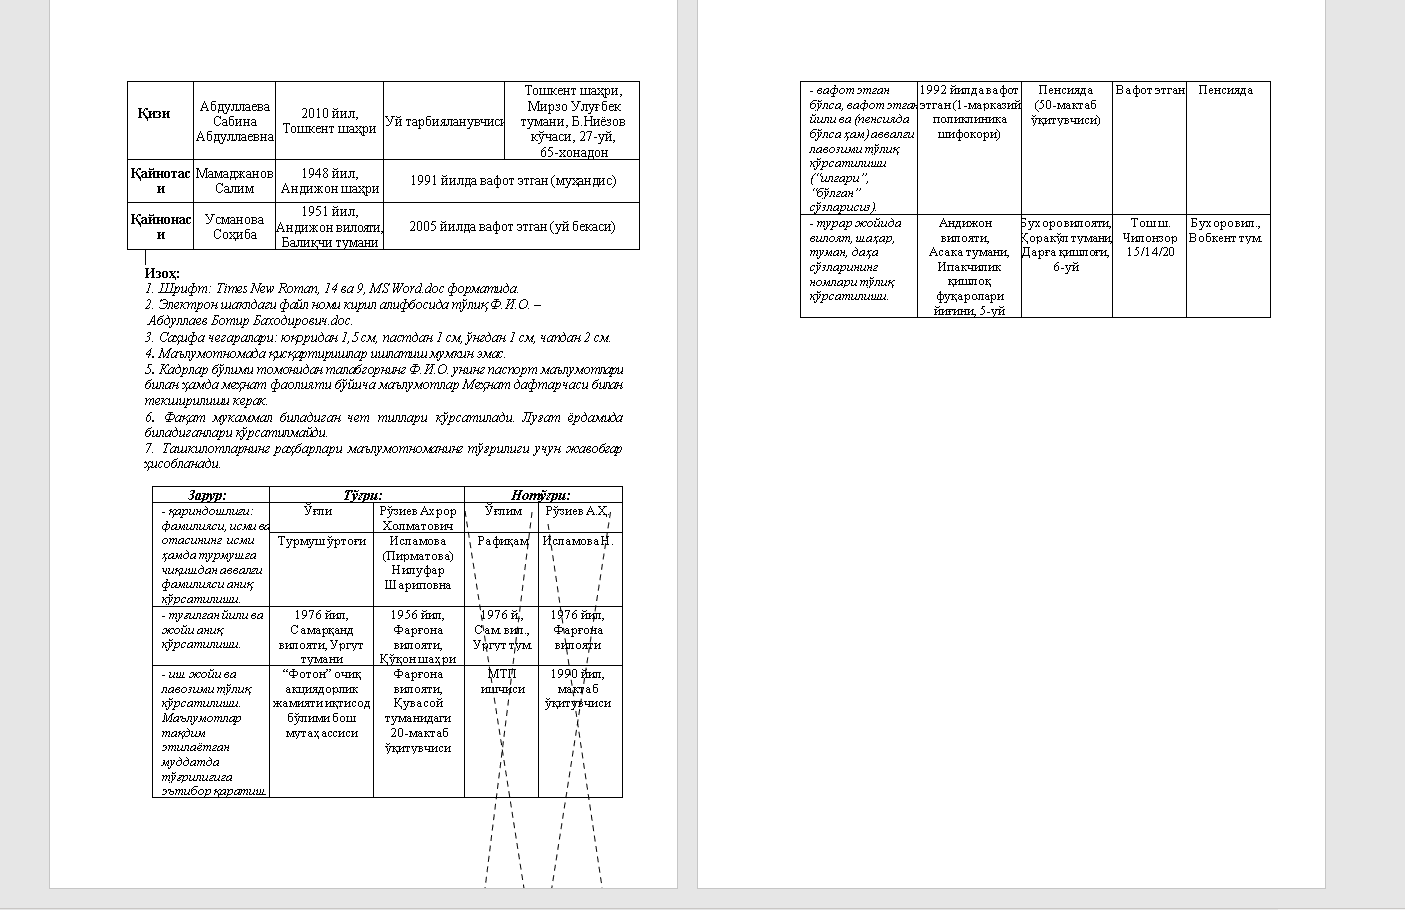 Қизи
Абдуллаева
Сабина
Абдуллаевна
2010 йил,
Тошкент шаҳри
Уй тарбияланувчиси
Тошкент шаҳри,
Мирзо Улуғбек
тумани, Б.Ниёзов
кўчаси, 27-уй,
65-хонадон
Қайнотас
и
Мамаджанов
Салим
1948 йил,
Андижон шаҳри
1991 йилда вафот этган (муҳандис)
Қайнонас
и
Усманова
Соҳиба
1951 йил,
Андижон вилояти,
Балиқчи тумани
2005 йилда вафот этган (уй бекаси)
Изоҳ:
1. Шрифт: Times New Roman, 14 ва 9, MS Word.doc форматида.
2. Электрон шаклдаги файл номи кирил алифбосида тўлиқ Ф.И.О. –
Абдуллаев Ботир Баходирович.doc.
3. Саҳифа чегаралари: юқоридан 1,5 см, пастдан 1 см, ўнгдан 1 см, чапдан 2 см.
4. Маълумотномада қисқартиришлар ишлатиш мумкин эмас.
5. Кадрлар бўлими томонидан талабгорнинг Ф.И.О. унинг паспорт маълумотлари
билан ҳамда меҳнат фаолияти бўйича маълумотлар Меҳнат дафтарчаси билан
текширилиши керак.
6. Фақат мукаммал биладиган чет тиллари кўрсатилади. Луғат ёрдамида
биладиганлари кўрсатилмайди.
7. Ташкилотларнинг раҳбарлари маълумотноманинг тўғрилиги учун жавобгар
ҳисобланади.
Зарур:
Тўғри:
Нотўғри:
- қариндошлиги:
фамилияси, исми ва
отасининг исми
ҳамда турмушга
чиқишдан аввалги
фамилияси аниқ
кўрсатилиши.
Ўғли
Рўзиев Ахрор
Холматович
Ўғлим
Рўзиев А.Х.
Турмуш ўртоғи
Исламова
(Пирматова)
Нилуфар
Шариповна
Рафиқам
Исламова Н.
- туғилган йили ва
жойи аниқ
кўрсатилиши.
1976 йил,
Самарқанд
вилояти, Ургут
тумани
1956 йил,
Фарғона
вилояти,
Қўқон шаҳри
1976 й.,
Сам. вил.,
Ургут тум.
1976 йил,
Фарғона
вилояти
- иш жойи ва
лавозими тўлиқ
кўрсатилиши.
Маълумотлар
тақдим
этилаётган
муддатда
тўғрилигига
эътибор қаратиш.
“Фотон” очиқ
акциядорлик
жамияти иқтисод
бўлими бош
мутахассиси
Фарғона
вилояти,
Қувасой
туманидаги
20-мактаб
ўқитувчиси
МТП
ишчиси
1990 йил,
мактаб
ўқитувчиси
- вафот этган
бўлса, вафот этган
йили ва (пенсияда
бўлса ҳам) аввалги
лавозими тўлиқ
кўрсатилиши
(“илгари”,
“бўлган”
сўзларисиз).
1992 йилда вафот
этган (1-марказий
поликлиника
шифокори)
Пенсияда
(50-мактаб
ўқитувчиси)
Вафот этган
Пенсияда
- турар жойида
вилоят, шаҳар,
туман, даҳа
сўзларининг
номлари тўлиқ
кўрсатилиши.
Андижон
вилояти,
Асака тумани,
Ипакчилик
қишлоқ
фуқаролари
йиғини, 5-уй
Бухоро вилояти,
Қоракўл тумани,
Дарға қишлоғи,
6-уй
Тош ш.
Чилонзор
15/14/20
Бухоро вил.,
Вобкент тум.